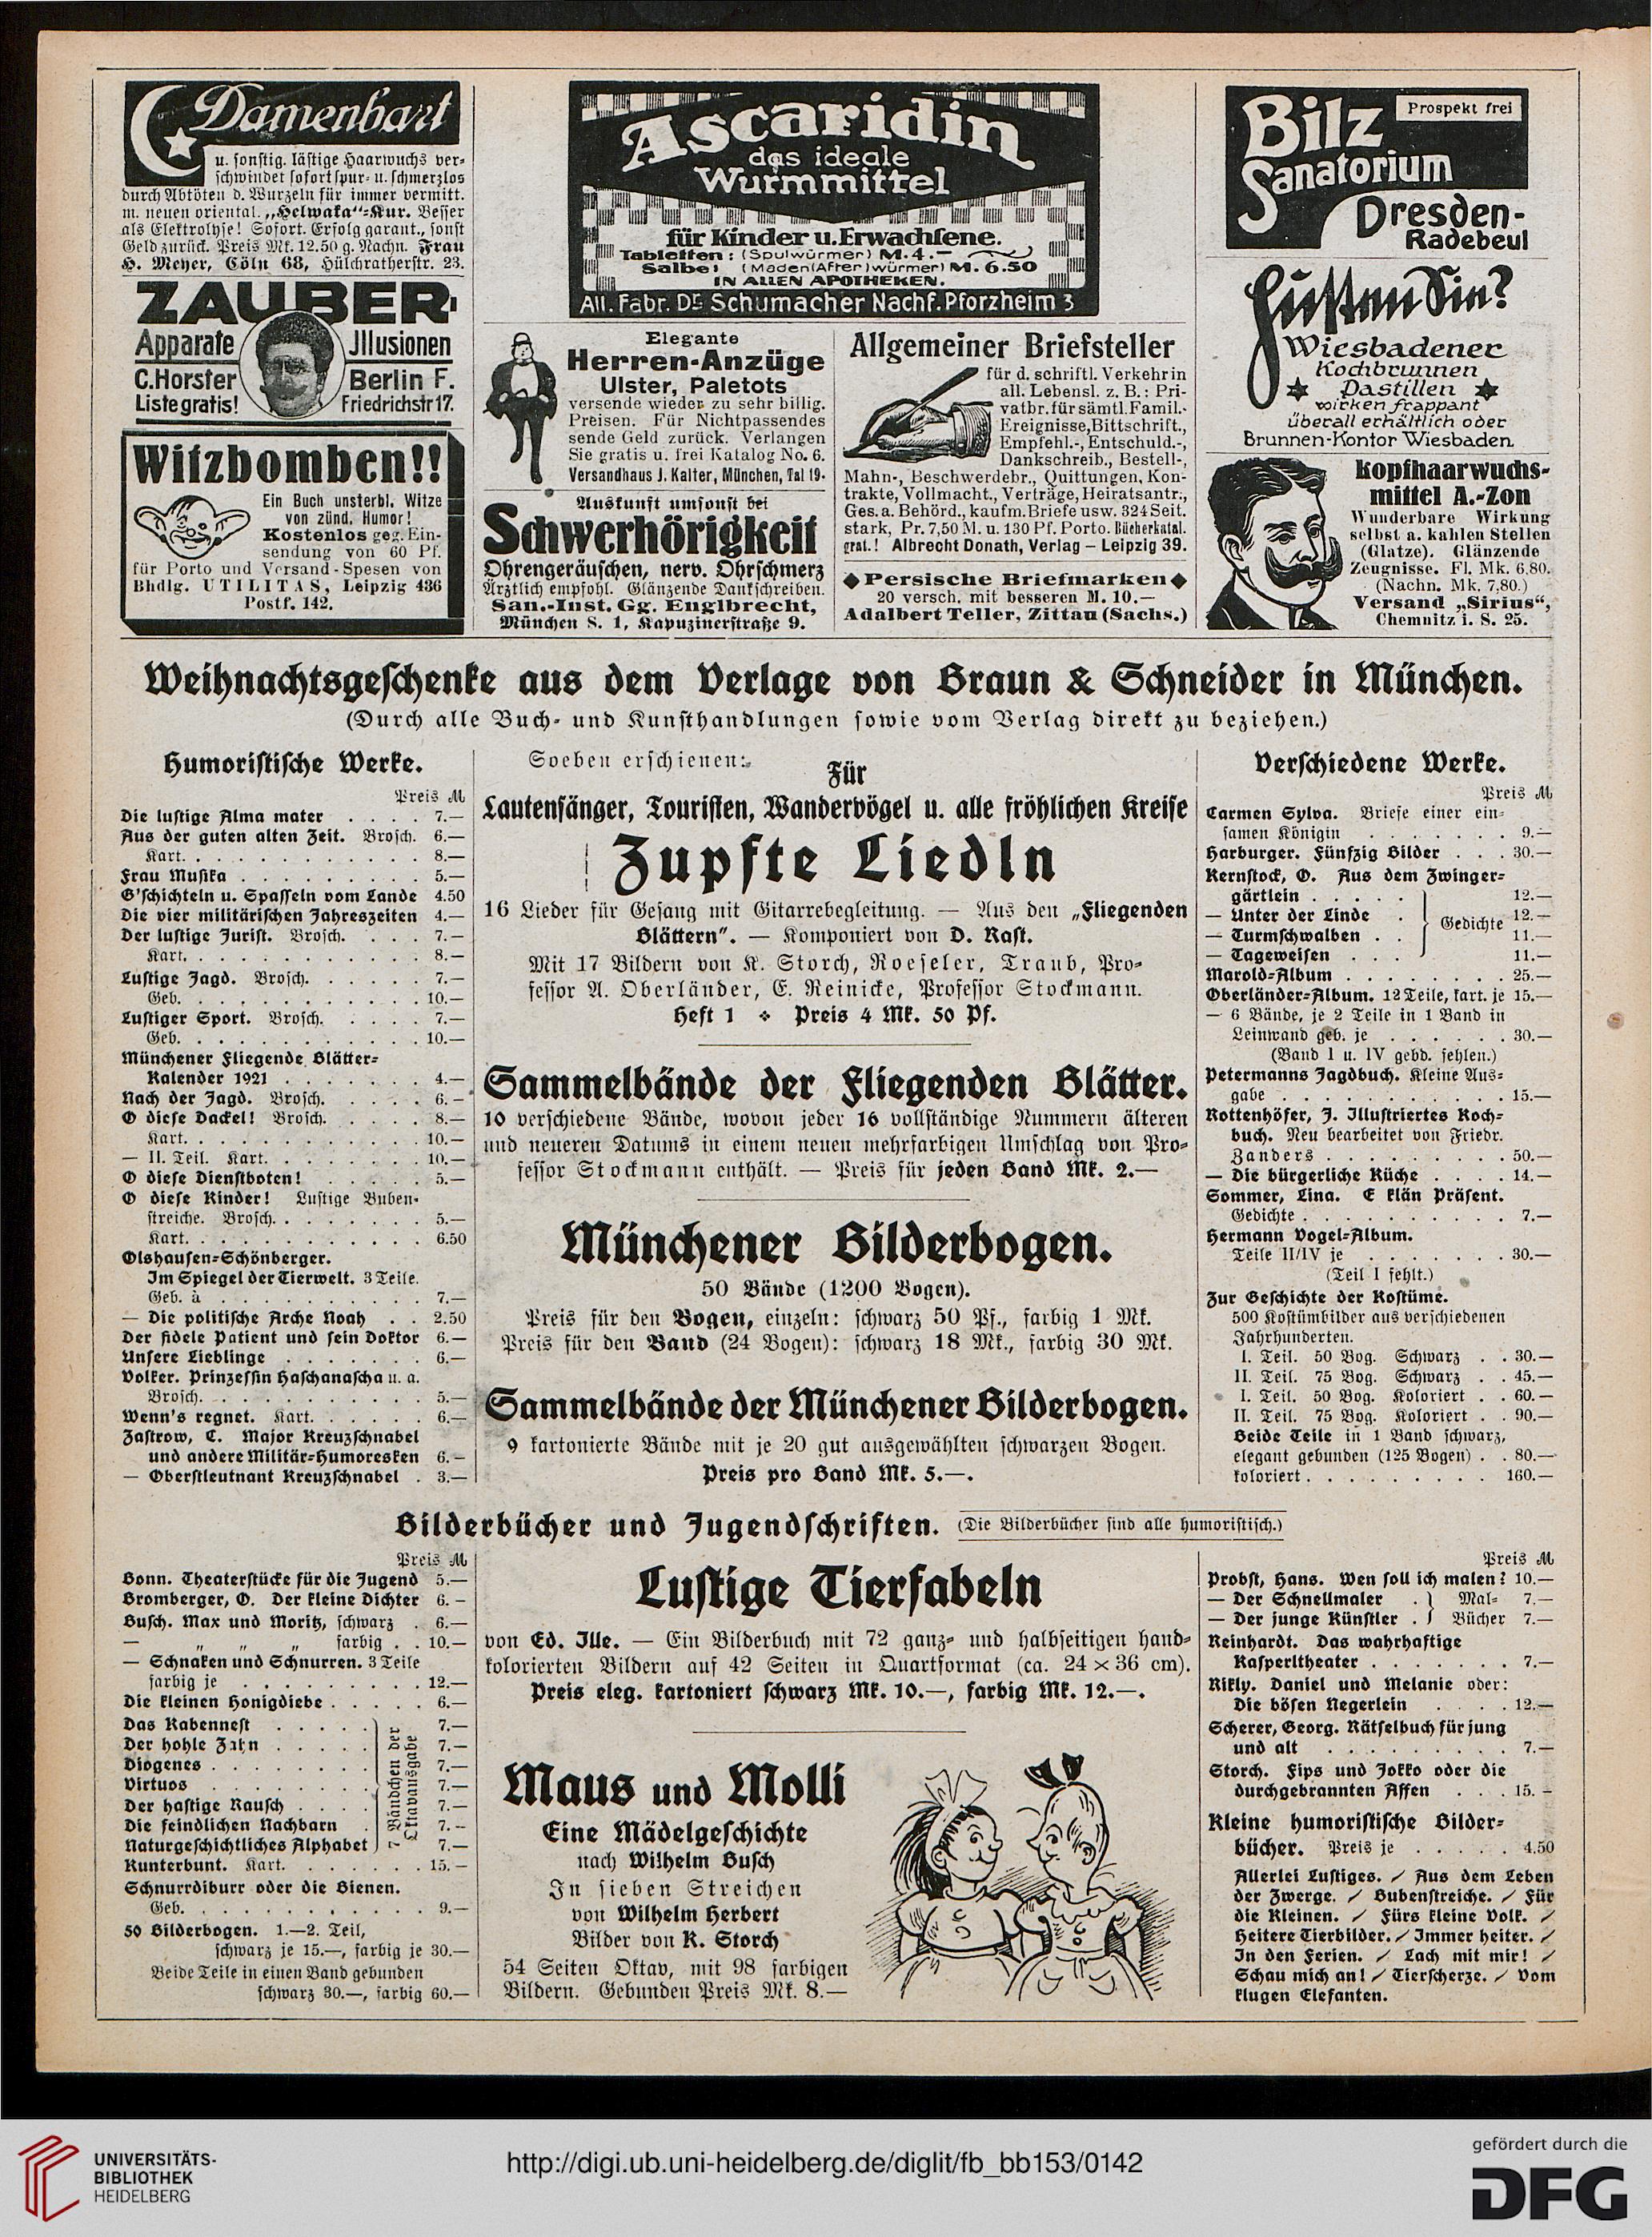 Damenbart
u. sonstig. lästige Haarwuchs ver-
schwindet sofort spur- u. schmerzlos
durch Abtöten d. Wurzeln für immer vermitt.
m. neuen oriental. „Helwaka“-Kur. Besser
als Elektrolyse! Sofort. Erfolg garant., sonst
Geld zurück. Preis Mk. 12.50 g. Nachn. Frau
H. Meyer, Cöln 68, Hülchratherstr. 23.
ZAUBER-
Apparate Jllusionen
C. Horster Berlin F.
Liste gratis! Friedrichstr 17.
Witzbomben!!
Ein Buch unsterbl. Witze
von zünd. Humor!
Kostenlos geg. Ein-
sendung von 60 Pf.
für Porto und Versand-Spesen von
Bhdlg. UTILITAS, Leipzig 436
Postf. 142.
Ascaridin
das ideale
Wurmmittel
für Kinder u. Erwachsene.
Tabletten: (Spulwürmer) M. 4.—
Salbe: (Maden (After) würmer) M. 6.50
IN ALLEN APOTHEKEN.
All. Fabr. Dr. Schumacher Nachf. Pforzheim 3
Elegante
Herren-Anzüge
Ulster, Paletots
versende wieder zu sehr billig.
Preisen. Für Nichtpassendes
sende Geld zurück. Verlangen
Sie gratis u. frei Katalog No. 6.
Versandhaus J. Kalter, München, Tal 19.
Auskunft umsonst bei
Schwerhörigkeit
Ohrengeräuschen, nerv. Ohrschmerz
Ärztlich empfohl. Glänzende Dankschreiben.
San.-Inst. Gg. Englbrecht,
München S. 1, Kapuzinerstraße 9.
Allgemeiner Briefsteller
für d. schriftl. Verkehr in
all. Lebensl. z. B.: Pri-
vatbr. für sämtl. Famil.-
Ereignisse, Bittschrift.,
Empfehl.-, Entschuld.-,
Dankschreib., Bestell-,
Mahn-, Beschwerdebr., Quittungen, Kon-
trakte, Vollmacht., Verträge, Heiratsantr.,
Ges. a. Behörd., kaufm. Briefe usw. 324 Seit.
stark, Pr. 7,50 M. u. 130 Pf. Porto. Bücherkatal.
grat.! Albrecht Donath, Verlag – Leipzig 39.
◆ Persische Briefmarken ◆
20 versch. mit besseren M. 10.—
Adalbert Teller, Zittau (Sachs.)
Bilz Prospekt frei
Sanatorium
Dresden-
Radebeul
Husten Sie?
Wiesbadener
Kochbrunnen
Pastillen
wirken frappant
überall erhältlich oder
Brunnen-Kontor Wiesbaden
Kopfhaarwuchs-
mittel A.-Zon
Wunderbare Wirkung
selbst a. kahlen Stellen
(Glatze). Glänzende
Zeugnisse. Fl. Mk. 6,80.
(Nachn. Mk. 7,80.)
Versand „Sirius“,
Chemnitz i. S. 25.
Weihnachtsgeschenke aus dem Verlage von Braun & Schneider in München.
(Durch alle Buch- und Kunsthandlungen sowie vom Verlag direkt zu beziehen.)
Humoristische Werke.
Preis M
Die lustige Alma mater . . . . 7.—
Aus der guten alten Zeit. Brosch. 6.—
Kart. . . . . . . . . . . . 8.—
Frau Musika . . . . . . . . . 5.—
G'schichteln u. Spasseln vom Lande 4.50
Die vier militärischen Jahreszeiten 4.—
Der lustige Jurist. Brosch. . . . 7.—
Kart. . . . . . . . . . . . 8.—
Lustige Jagd. Brosch. . . . . . 7.—
Geb. . . . . . . . . . . . 10.—
Lustiger Sport. Brosch. . . . . 7.—
Geb. . . . . . . . . . . . 10.—
Münchener Fliegende Blätter-
Kalender 1921 . . . . . . . 4.—
Nach der Jagd. Brosch. . . . . 6.—
O diese Dackel! Brosch. . . . . 8.—
Kart. . . . . . . . . . . . 10.—
— II. Teil. Kart. . . . . . . . 10.—
O diese Dienstboten! . . . . . 5.—
O diese Kinder! Lustige Buben-
streiche. Brosch. . . . . . . . 5.—
Kart. . . . . . . . . . . . 6.50
Olshausen-Schönberger.
Im Spiegel der Tierwelt. 3 Teile.
Geb. à . . . . . . . . . . 7.—
— Die politische Arche Noah . . 2.50
Der fidele Patient und sein Doktor 6.—
Unsere Lieblinge . . . . . . . 6.—
Volker. Prinzessin Haschanascha u. a.
Brosch. . . . . . . . . . . 5.—
Wenn's regnet. Kart. . . . . . 6.—
Zastrow, C. Major Kreuzschnabel
und andere Militär-Humoresken 6.—
— Oberstleutnant Kreuzschnabel . 3.—
Soeben erschienen:
Für
Lautensänger, Touristen, Wandervögel u. alle fröhlichen Kreise
Zupfte Liedln
16 Lieder für Gesang mit Gitarrebegleitung. — Aus den „Fliegenden
Blättern“. — Komponiert von D. Rast.
Mit 17 Bildern von K. Storch, Roeseler, Traub, Pro-
fessor A. Oberländer, E. Reinicke, Professor Stockmann.
Heft 1 ❖ Preis 4 Mk. 50 Pf.
Sammelbände der Fliegenden Blätter.
10 verschiedene Bände, wovon jeder 16 vollständige Nummern älteren
und neueren Datums in einem neuen mehrfarbigen Umschlag von Pro-
fessor Stockmann enthält. — Preis für jeden Band Mk. 2.—
Münchener Bilderbogen.
50 Bände (1200 Bogen).
Preis für den Bogen, einzeln: schwarz 50 Pf., farbig 1 Mk.
Preis für den Band (24 Bogen): schwarz 18 Mk., farbig 30 Mk.
Sammelbände der Münchener Bilderbogen.
9 kartonierte Bände mit je 20 gut ausgewählten schwarzen Bogen.
Preis pro Band Mk. 5.—.
Verschiedene Werke.
Preis M
Carmen Sylva. Briefe einer ein-
samen Königin . . . . . . . 9.—
Harburger. Fünfzig Bilder . . . 30.—
Kernstock, O. Aus dem Zwinger-
gärtlein . . . . . 12.—
— Unter der Linde . Gedichte 12.—
— Turmschwalben . . 11.—
— Tageweisen . . . 11.—
Marold-Album . . . . . . . . 25.—
Oberländer-Album. 12 Teile, kart. je 15.—
— 6 Bände, je 2 Teile in 1 Band in
Leinwand geb. je . . . . . . 30.—
(Band I u. IV gebd. fehlen.)
Petermanns Jagdbuch. Kleine Aus-
gabe . . . . . . . . . . . 15.—
Rottenhöfer, J. Illustriertes Koch-
buch. Neu bearbeitet von Friedr.
Zanders . . . . . . . . . 50.—
— Die bürgerliche Küche . . . . 14.—
Sommer, Lina. E klän Präsent.
Gedichte . . . . . . . . . . 7.—
Hermann Vogel-Album.
Teile II/IV je . . . . . . . 30.—
(Teil I fehlt.)
Zur Geschichte der Kostüme.
500 Kostümbilder aus verschiedenen
Jahrhunderten.
I. Teil. 50 Bog. Schwarz . . 30.—
II. Teil. 75 Bog. Schwarz . . 45.—
I. Teil. 50 Bog. Koloriert . . 60.—
II. Teil. 75 Bog. Koloriert . . 90.—
Beide Teile in 1 Band schwarz,
elegant gebunden (125 Bogen) . . 80.—
koloriert . . . . . . . . . 160.—
Bilderbücher und Jugendschriften. (Die Bilderbücher sind alle humoristisch.)
Preis M
Bonn. Theaterstücke für die Jugend 5.—
Bromberger, O. Der kleine Dichter 6.—
Busch. Max und Moritz, schwarz . 6.—
— „ „ „ farbig . . 10.—
— Schnaken und Schnurren. 3 Teile
farbig je . . . . . . . . . 12.—
Die kleinen Honigdiebe . . . . . 6.—
Das Rabennest . . . . . 7.—
Der hohle Zahn . . . . . 7.—
Diogenes . . . . . . . . 7.—
Virtuos . . . . . . . . 7.—
Der hastige Rausch . . . . 7.—
Die feindlichen Nachbarn . 7.—
Naturgeschichtliches Alphabet 7.—
7 Bändchen der
Oktavausgabe
Kunterbunt. Kart. . . . . . . 15.—
Schnurrdiburr oder die Bienen.
Geb. . . . . . . . . . . . 9.—
50 Bilderbogen. 1.—2. Teil,
schwarz je 15.—, farbig je 30.—
Beide Teile in einen Band gebunden
schwarz 30.—, farbig 60.—
Lustige Tierfabeln
von Ed. Ille. — Ein Bilderbuch mit 72 ganz- und halbseitigen hand-
kolorierten Bildern auf 42 Seiten in Quartformat (ca. 24 × 36 cm).
Preis eleg. kartoniert schwarz Mk. 10.—, farbig Mk. 12.—.
Maus und Molli
Eine Mädelgeschichte
nach Wilhelm Busch
In sieben Streichen
von Wilhelm Herbert
Bilder von K. Storch
54 Seiten Oktav, mit 98 farbigen
Bildern. Gebunden Preis Mk. 8.—
Preis M
Probst, Hans. Wen soll ich malen? 10.—
— Der Schnellmaler . Mal- 7.—
— Der junge Künstler . Bücher 7.—
Reinhardt. Das wahrhaftige
Kasperltheater . . . . . . . 7.—
Rikly. Daniel und Melanie oder:
Die bösen Negerlein . . . . 12.—
Scherer, Georg. Rätselbuch für jung
und alt . . . . . . . . . 7.—
Storch. Fips und Jokko oder die
durchgebrannten Affen . . . 15.—
Kleine humoristische Bilder-
bücher. Preis je . . . . . 4.50
Allerlei Lustiges. / Aus dem Leben
der Zwerge. / Bubenstreiche. / Für
die Kleinen. / Fürs kleine Volk. /
Heitere Tierbilder. / Immer heiter. /
In den Ferien. / Lach mit mir! /
Schau mich an! / Tierscherze. / Vom
klugen Elefanten.
UNIVERSITÄTS-
BIBLIOTHEK
HEIDELBERG
http://digi.ub.uni-heidelberg.de/diglit/fb_bb153/0142
gefördert durch die
DFG